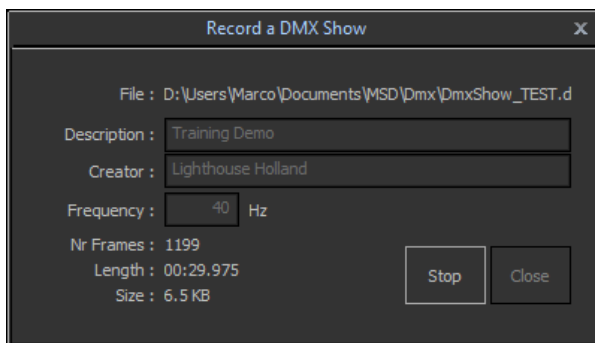 Record a DMX Show x
File : D:\Users\Marco\Documents\MSD\Dmx\DmxShow_TEST.d
Description : Training Demo
Creator : Lighthouse Holland
Frequency : 40 Hz
Nr Frames : 1199
Length : 00:29.975
Size : 6.5 KB
Stop Close